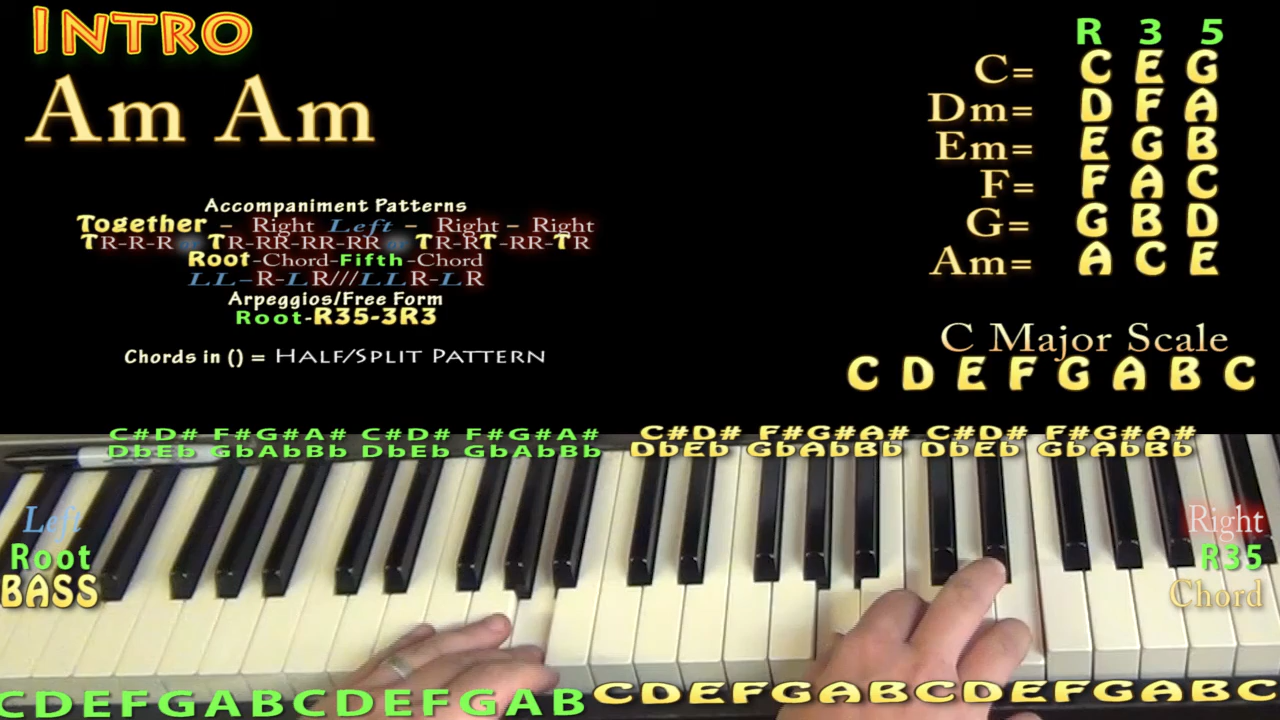 INTRO
Am Am
Accompaniment Patterns
Together – Right Left – Right – Right
TR-R-R or TR-RR-RR-RR or TR-RT-RR-TR
Root-Chord-Fifth-Chord
LL-R-LR///LLR-LR
Arpeggios/Free Form
Root-R35-3R3
Chords in () = HALF/SPLIT PATTERN
R 3 5
C= C E G
Dm= D F A
Em= E G B
F= F A C
G= G B D
Am= A C E
C Major Scale
C D E F G A B C
C#D# F#G#A# C#D# F#G#A# C#D# F#G#A# C#D# F#G#A#
DbEb GbAbBb DbEb GbAbBb DbEb GbAbBb DbEb GbAbBb
Left
Root
BASS
Right
R35
Chord
CDEFGABCDEFGAB CDEFGABCDEFGABC